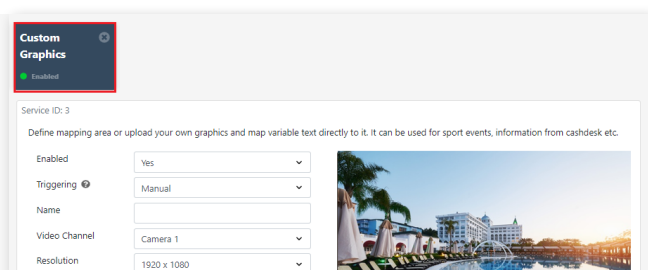 Custom
Graphics
Enabled
Service ID: 3
Define mapping area or upload your own graphics and map variable text directly to it. It can be used for sport events, information from cashdesk etc.
Enabled Yes
Triggering Manual
Name
Video Channel Camera 1
Resolution 1920 x 1080